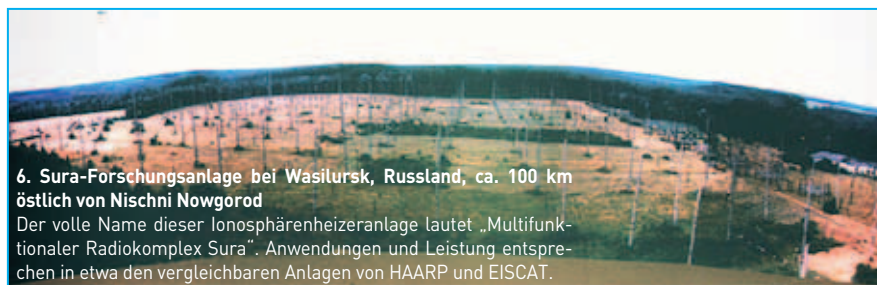 6. Sura-Forschungsanlage bei Wasilursk, Russland, ca. 100 km
östlich von Nischni Nowgorod
Der volle Name dieser Ionosphärenheizeranlage lautet „Multifunk-
tionaler Radiokomplex Sura“. Anwendungen und Leistung entspre-
chen in etwa den vergleichbaren Anlagen von HAARP und EISCAT.